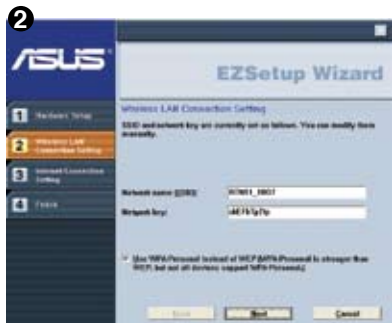 2
ASUS
EZSetup Wizard
Wireless LAN Connection Setting
SSID and network key are currently set as follows. You can modify them
manually.
1 Hardware Setup
2 Wireless LAN
Connection Setting
3 Internet Connection
Setting
4 Finish
Network name (SSID):
Network key:
Use WPA-Personal instead of WEP (WPA-Personal is stronger than
WEP, but not all devices support WPA-Personal)
Back
Next
Cancel